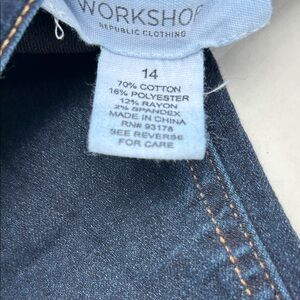 WORKSHOP
REPUBLIC CLOTHING
14
70% COTTON
16% POLYESTER
12% RAYON
2% SPANDEX
MADE IN CHINA
RN# 93178
SEE REVERSE
FOR CARE